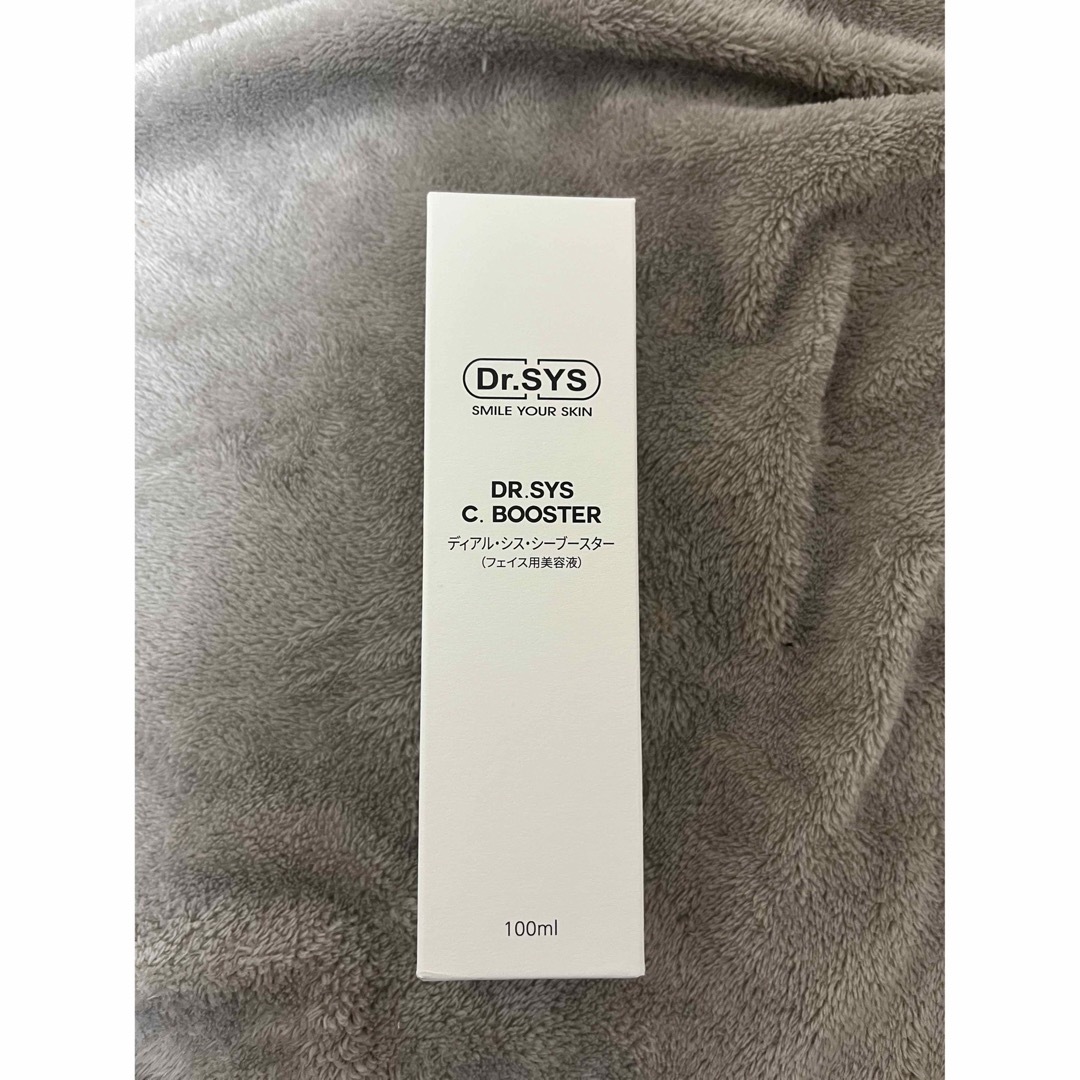 Dr.SYS
SMILE YOUR SKIN
DR.SYS
C. BOOSTER
ディアル・シス・シーブースター
(フェイス用美容液)
100ml